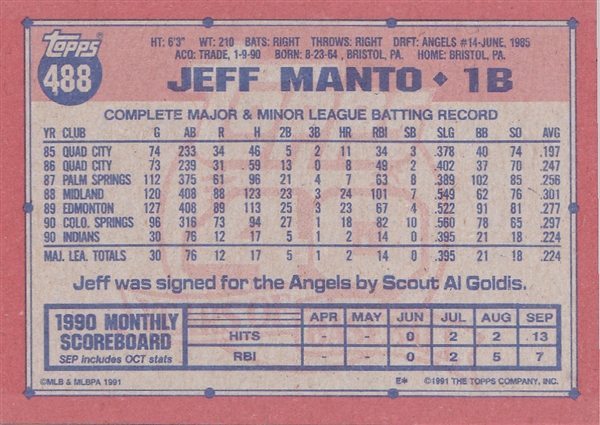 topps
488
HT: 6'3" WT: 210 BATS: RIGHT THROWS: RIGHT DRFT: ANGELS #14-JUNE, 1985
ACQ: TRADE, 1-9-90 BORN: 8-23-64, BRISTOL, PA. HOME: BRISTOL, PA.
JEFF MANTO ♦ 1B
COMPLETE MAJOR & MINOR LEAGUE BATTING RECORD
YR CLUB G AB R H 2B 3B HR RBI SB SLG BB SO AVG
85 QUAD CITY 74 233 34 46 5 2 11 34 3 .378 40 74 .197
86 QUAD CITY 73 239 31 59 13 0 8 49 2 .402 37 70 .247
87 PALM SPRINGS 112 375 61 96 21 4 7 63 8 .389 102 85 .256
88 MIDLAND 120 408 88 123 23 3 24 101 7 .549 62 76 .301
89 EDMONTON 127 408 89 113 25 3 23 67 4 .522 91 81 .277
90 COLO. SPRINGS 96 316 73 94 27 1 18 82 10 .560 78 65 .297
90 INDIANS 30 76 12 17 5 1 2 14 0 .395 21 18 .224
MAJ. LEA. TOTALS 30 76 12 17 5 1 2 14 0 .395 21 18 .224
Jeff was signed for the Angels by Scout Al Goldis.
1990 MONTHLY
SCOREBOARD
SEP includes OCT stats
APR MAY JUN JUL AUG SEP
HITS 0 2 2 13
RBI 0 2 5 7
©MLB & MLBPA 1991 E* ©1991 THE TOPPS COMPANY, INC.